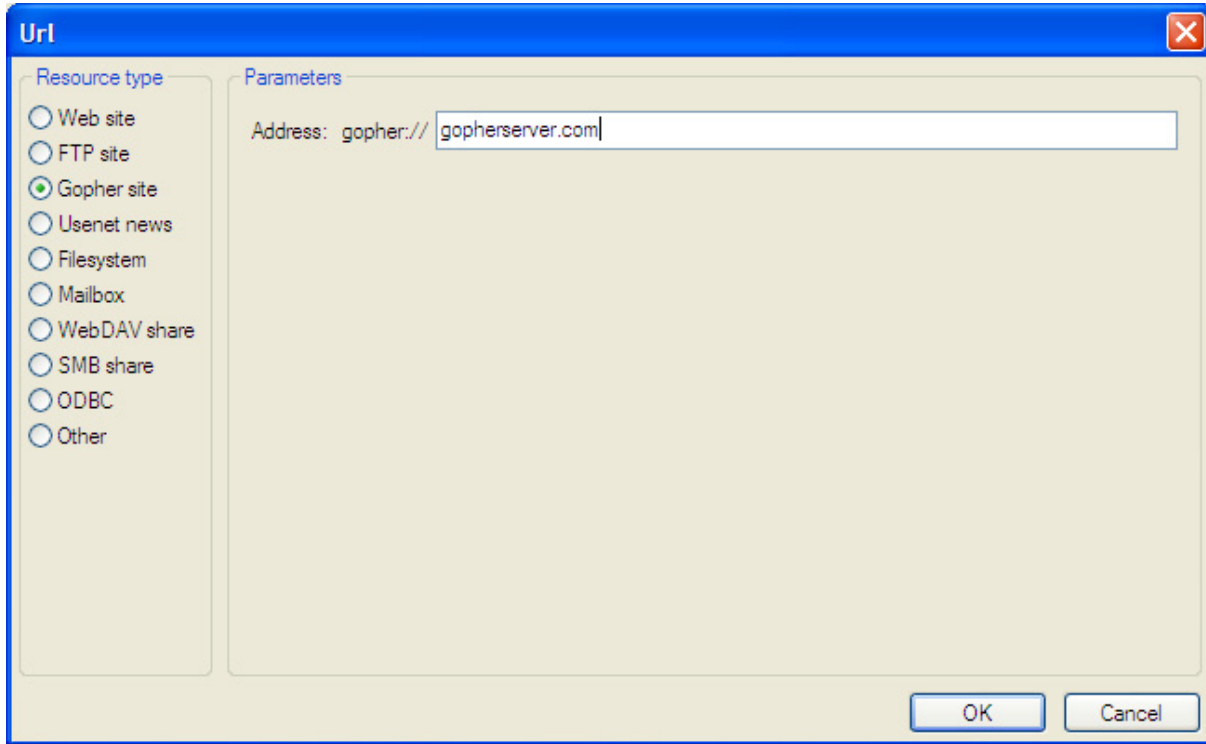 Url
Resource type
Web site
FTP site
Gopher site
Usenet news
Filesystem
Mailbox
WebDAV share
SMB share
ODBC
Other
Parameters
Address: gopher:// gopherserver.com
OK Cancel